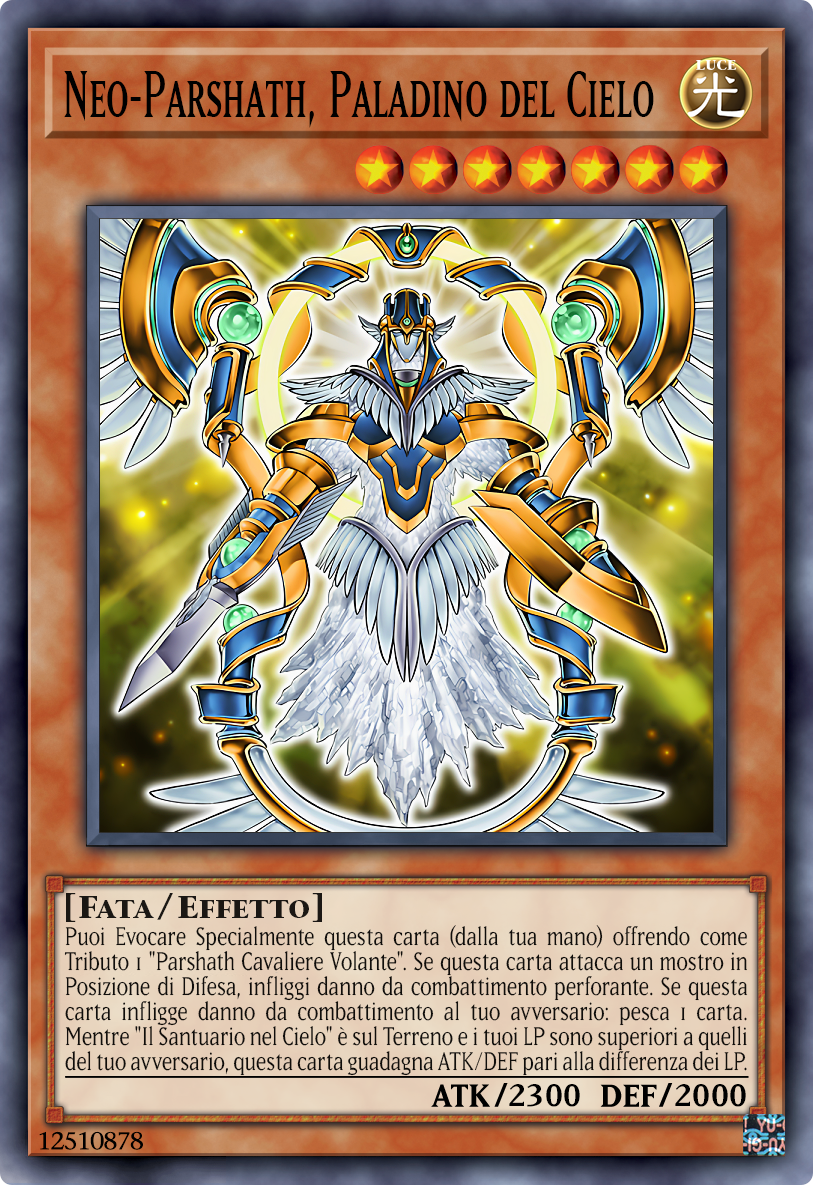 Neo-Parshath, Paladino del Cielo
LUCE
光
[Fata/Effetto]
Puoi Evocare Specialmente questa carta (dalla tua mano) offrendo come
Tributo 1 "Parshath Cavaliere Volante". Se questa carta attacca un mostro in
Posizione di Difesa, infliggi danno da combattimento perforante. Se questa
carta infligge danno da combattimento al tuo avversario: pesca 1 carta.
Mentre "Il Santuario nel Cielo" è sul Terreno e i tuoi LP sono superiori a quelli
del tuo avversario, questa carta guadagna ATK/DEF pari alla differenza dei LP.
ATK/2300 DEF/2000
12510878